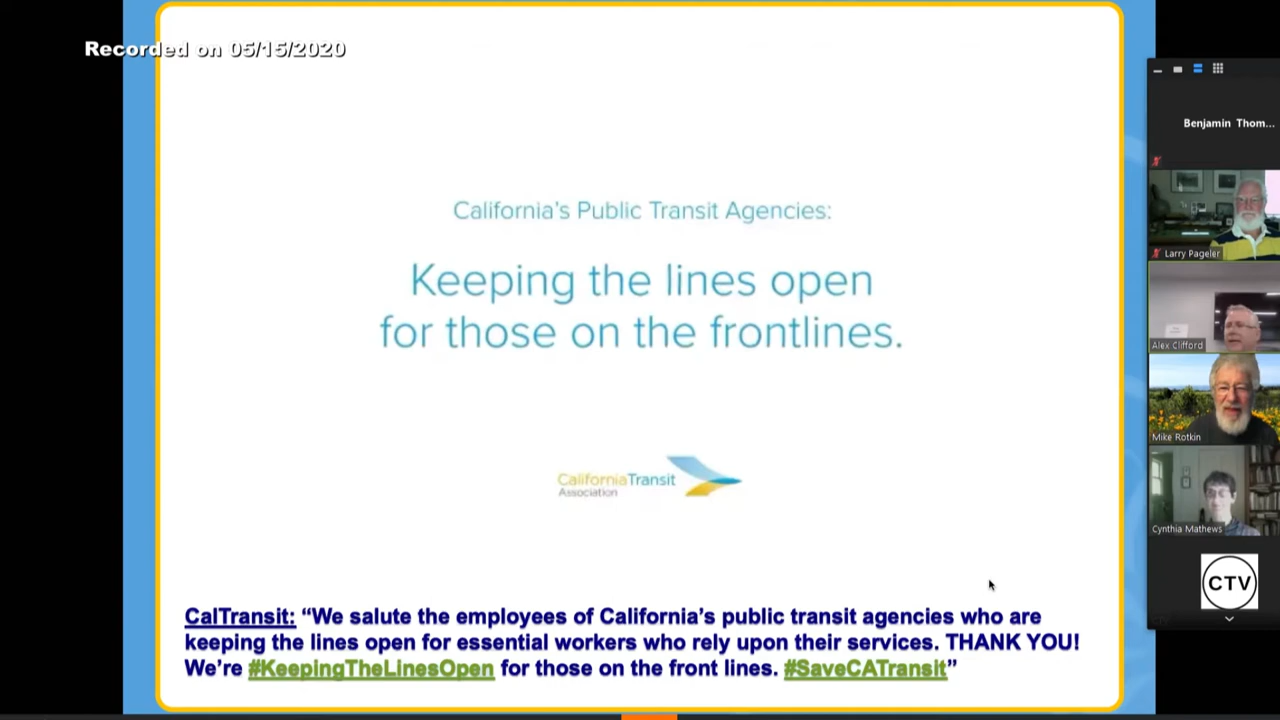 Recorded on 05/15/2020
California's Public Transit Agencies:
Keeping the lines open
for those on the frontlines.
CaliforniaTransit
Association
CalTransit: “We salute the employees of California’s public transit agencies who are
keeping the lines open for essential workers who rely upon their services. THANK YOU!
We’re #KeepingTheLinesOpen for those on the front lines. #SaveCATransit”
Benjamin Thom...
Larry Pageler
Alex Clifford
Mike Rotkin
Cynthia Mathews
CTV